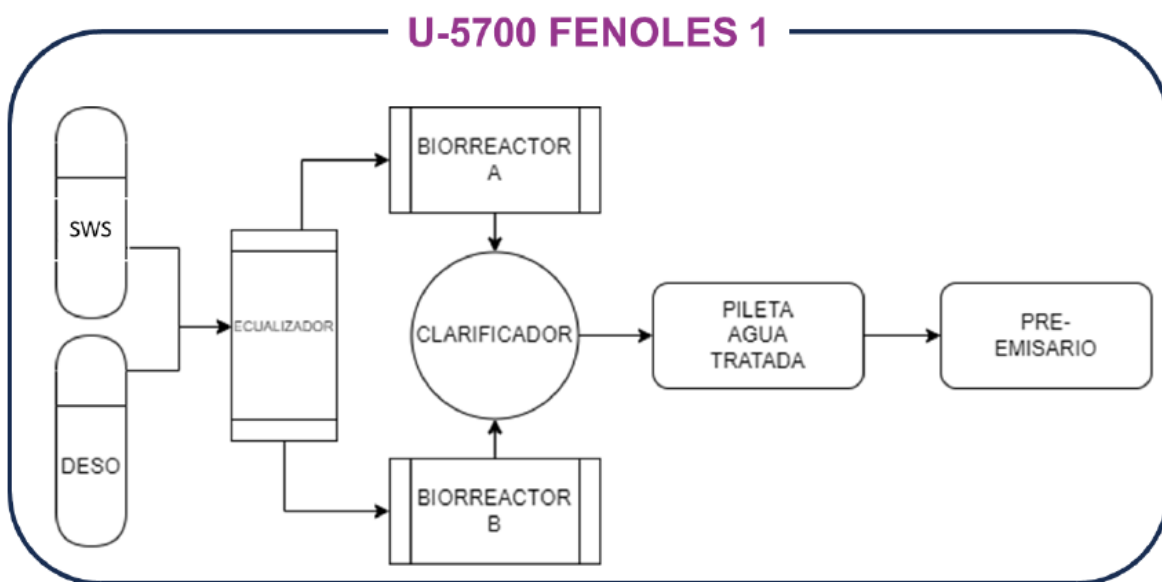 U-5700 FENOLES 1
SWS
DESO
ECUALIZADOR
BIORREACTOR
A
BIORREACTOR
B
CLARIFICADOR
PILETA
AGUA
TRATADA
PRE-
EMISARIO